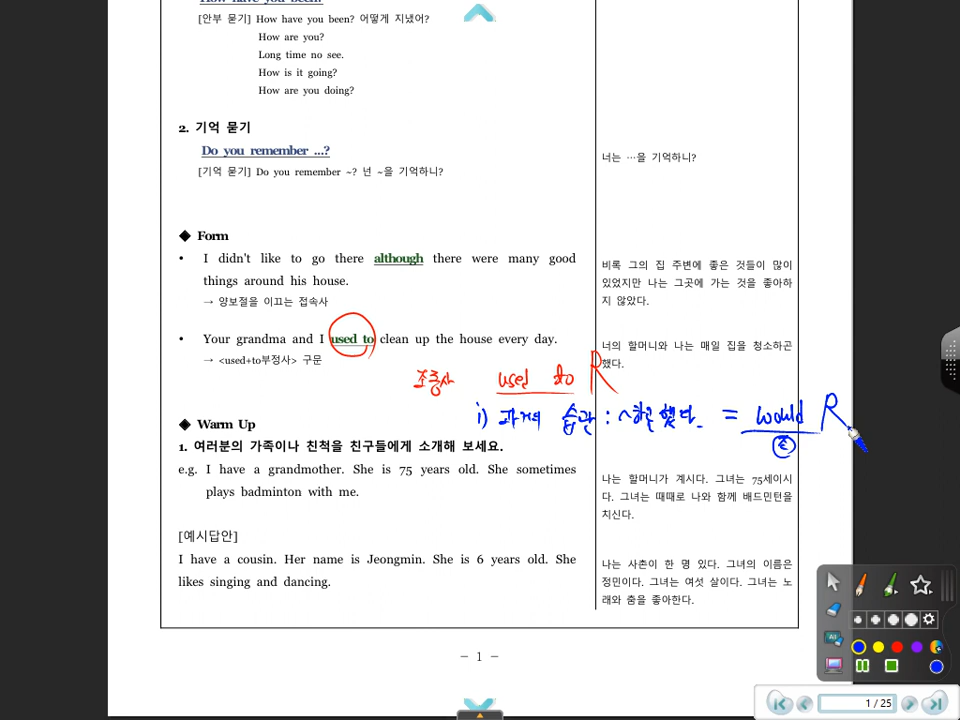 How have you been?
[안부 묻기] How have you been? 어떻게 지냈어?
How are you?
Long time no see.
How is it going?
How are you doing?
2. 기억 묻기
Do you remember ...?
너는 …을 기억하니?
[기억 묻기] Do you remember ~? 넌 ~을 기억하니?
◆ Form
• I didn't like to go there although there were many good
things around his house.
→ 양보절을 이끄는 접속사
비록 그의 집 주변에 좋은 것들이 많이
있었지만 나는 그곳에 가는 것을 좋아하
지 않았다.
• Your grandma and I used to clean up the house every day.
→ <used+to부정사> 구문
너의 할머니와 나는 매일 집을 청소하곤
했다.
조동사 used to R
i) 과거의 습관 : ~하곤 했다. = would R
㊈
◆ Warm Up
1. 여러분의 가족이나 친척을 친구들에게 소개해 보세요.
e.g. I have a grandmother. She is 75 years old. She sometimes
plays badminton with me.
나는 할머니가 계시다. 그녀는 75세이시
다. 그녀는 때때로 나와 함께 배드민턴을
치신다.
[예시답안]
I have a cousin. Her name is Jeongmin. She is 6 years old. She
likes singing and dancing.
나는 사촌이 한 명 있다. 그녀의 이름은
정민이다. 그녀는 여섯 살이다. 그녀는 노
래와 춤을 좋아한다.
- 1 -
1 / 25